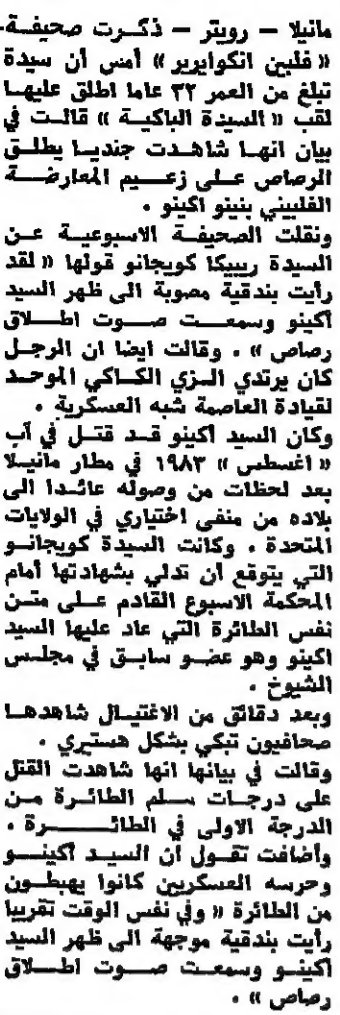 مانيلا — رويتر — ذكرت صحيفة
« فلبين انكوايرير » أمس أن سيدة
تبلغ من العمر ٣٢ عاما اطلق عليها
لقب « السيدة الباكية » قالت في
بيان انها شاهدت جنديا يطلق
الرصاص على زعيم المعارضة
الفلبيني بنينو اكينو .
ونقلت الصحيفة الاسبوعية عن
السيدة ريبيكا كويجانو قولها « لقد
رأيت بندقية مصوبة الى ظهر السيد
أكينو وسمعت صوت اطلاق
رصاص » . وقالت ايضا ان الرجل
كان يرتدي الزي الكاكي الموحد
لقيادة العاصمة شبه العسكرية .
وكان السيد أكينو قد قتل في آب
« اغسطس » ١٩٨٣ في مطار مانيلا
بعد لحظات من وصوله عائدا الى
بلاده من منفى اختياري في الولايات
المتحدة . وكانت السيدة كويجانو
التي يتوقع أن تدلي بشهادتها أمام
المحكمة الاسبوع القادم على متن
نفس الطائرة التي عاد عليها السيد
اكينو وهو عضو سابق في مجلس
الشيوخ .
وبعد دقائق من الاغتيال شاهدها
صحافيون تبكي بشكل هستيري .
وقالت في بيانها انها شاهدت القتل
على درجات سلم الطائرة من
الدرجة الاولى في الطائرة .
وأضافت تقول أن السيد أكينو
وحرسه العسكريين كانوا يهبطون
من الطائرة « وفي نفس الوقت تقريبا
رأيت بندقية موجهة الى ظهر السيد
أكينو وسمعت صوت اطلاق
رصاص » .